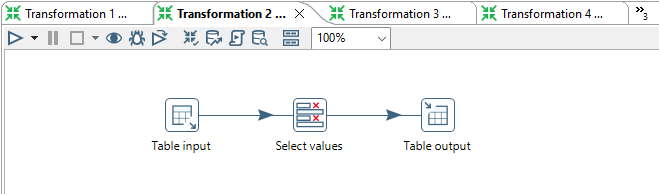 Transformation 1 ...
Transformation 2 ...
Transformation 3 ...
Transformation 4 ...
»3
100%
Table input
Select values
Table output